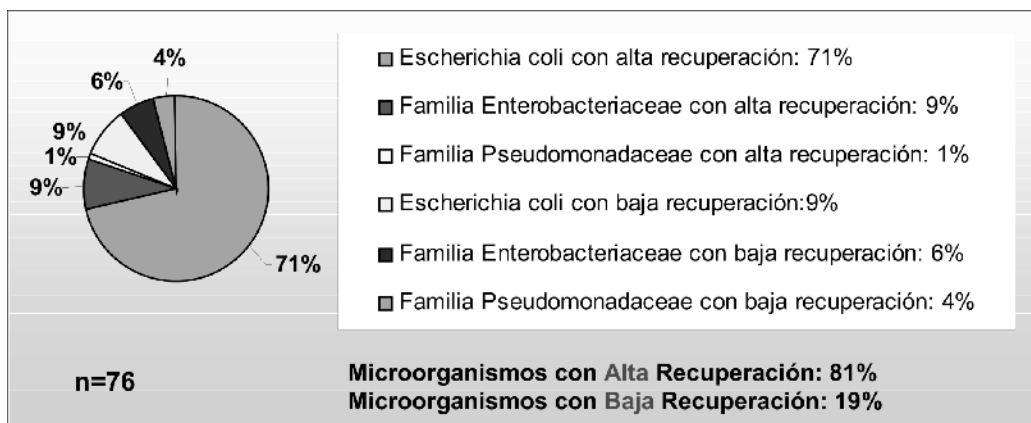 4%
6%
9%
1%
9%
71%
Escherichia coli con alta recuperación: 71%
Familia Enterobacteriaceae con alta recuperación: 9%
Familia Pseudomonadaceae con alta recuperación: 1%
Escherichia coli con baja recuperación:9%
Familia Enterobacteriaceae con baja recuperación: 6%
Familia Pseudomonadaceae con baja recuperación: 4%
n=76
Microorganismos con Alta Recuperación: 81%
Microorganismos con Baja Recuperación: 19%